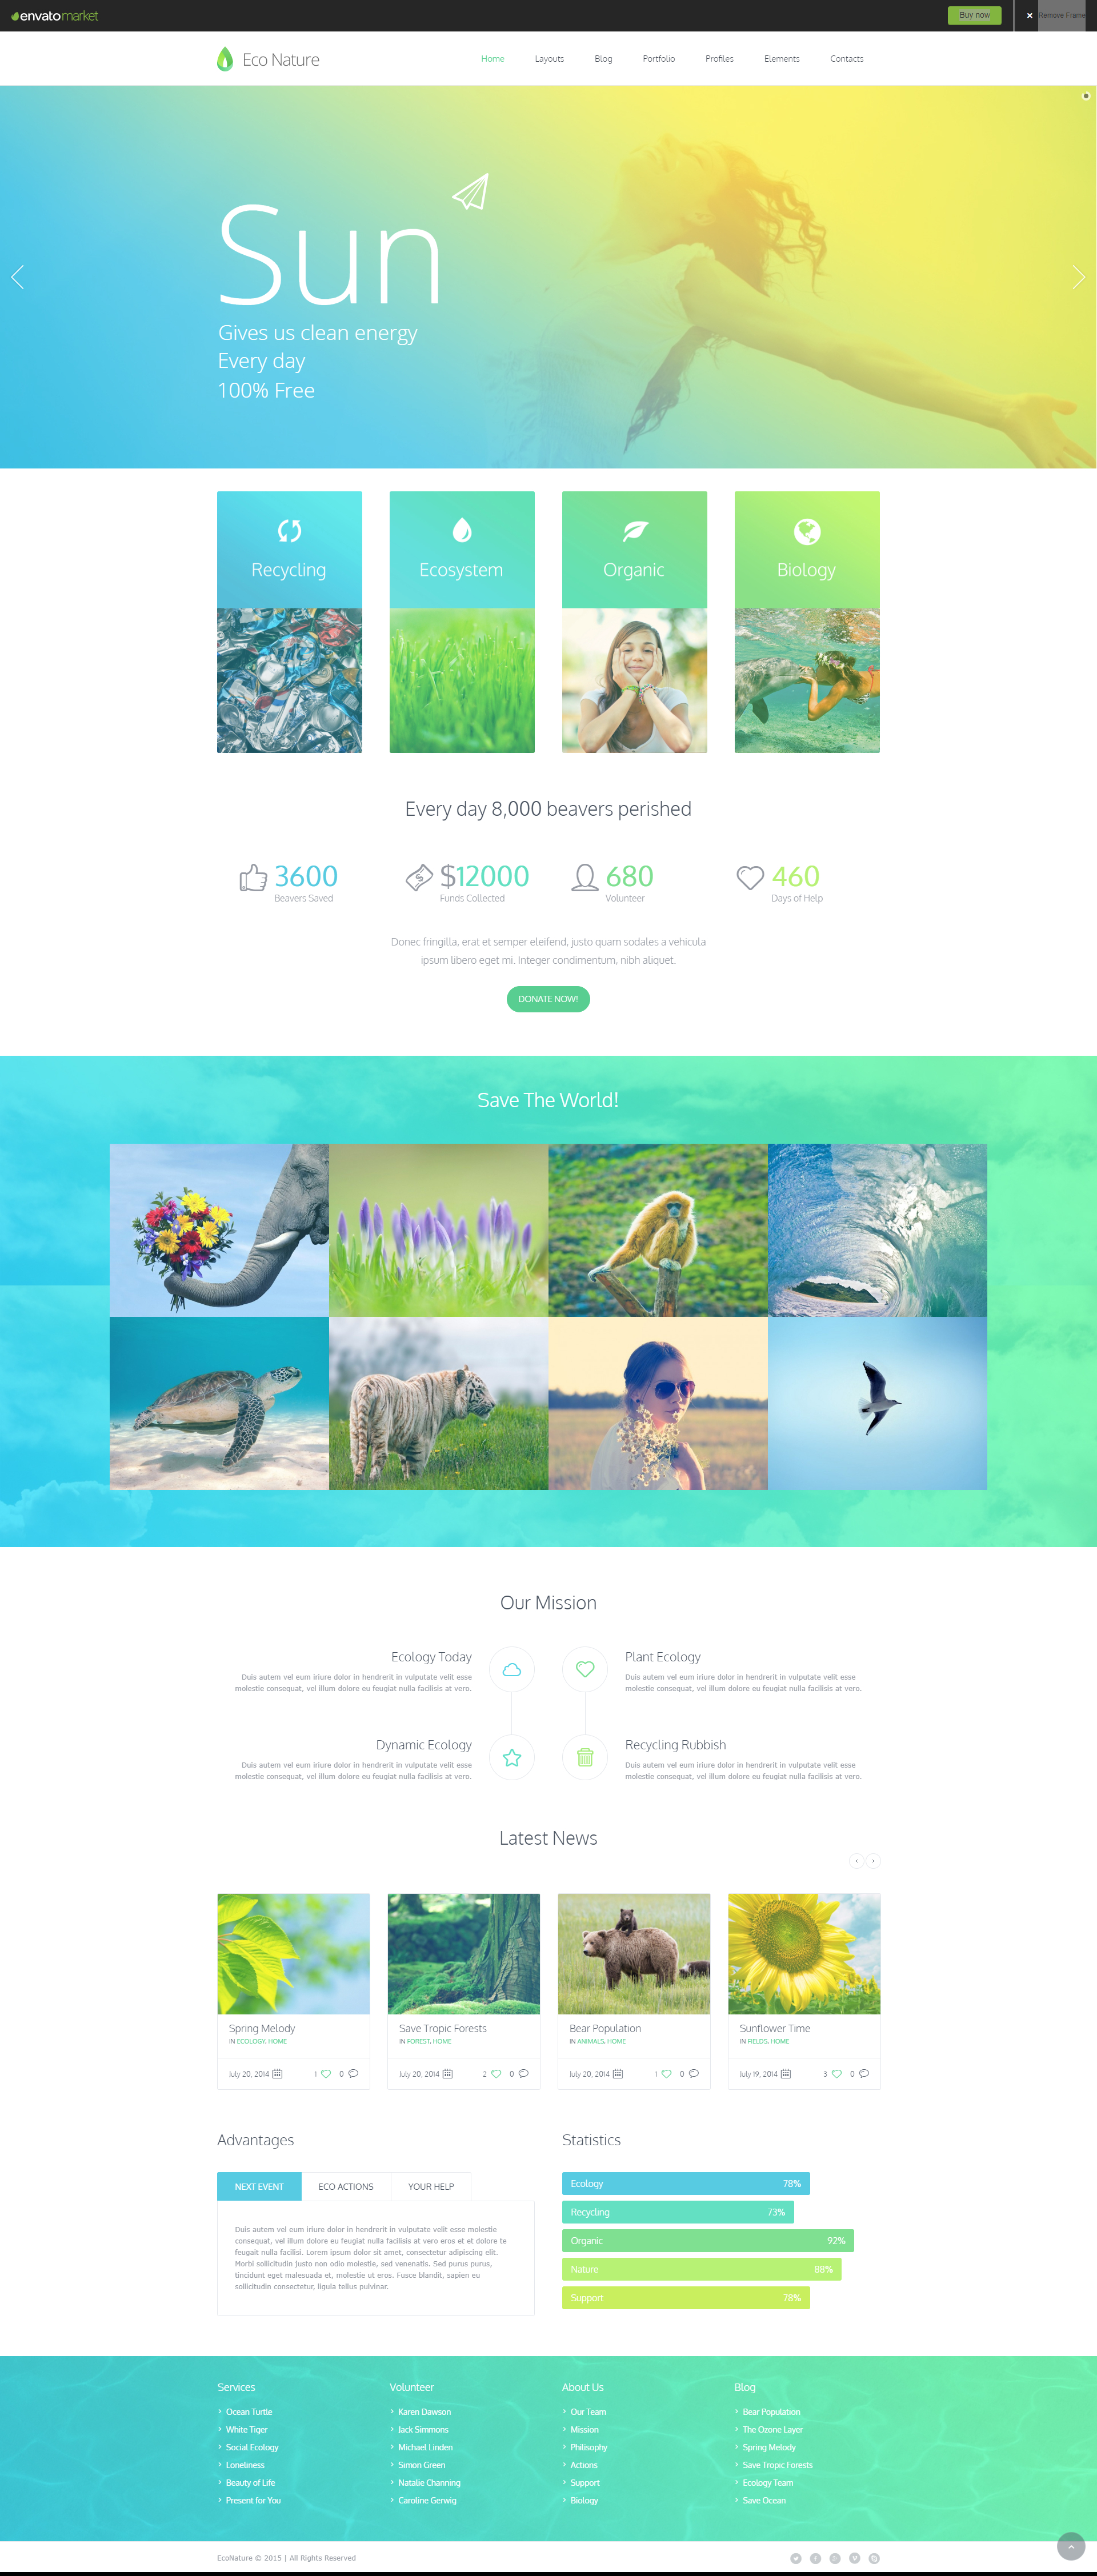 envato market
Buy now
× Remove Frame
Eco Nature
Home
Layouts
Blog
Portfolio
Profiles
Elements
Contacts
Sun
Gives us clean energy
Every day
100% Free
Recycling
Ecosystem
Organic
Biology
Every day 8,000 beavers perished
3600
Beavers Saved
$12000
Funds Collected
680
Volunteer
460
Days of Help
Donec fringilla, erat et semper eleifend, justo quam sodales a vehicula
ipsum libero eget mi. Integer condimentum, nibh aliquet.
DONATE NOW!
Save The World!
Our Mission
Ecology Today
Duis autem vel eum iriure dolor in hendrerit in vulputate velit esse
molestie consequat, vel illum dolore eu feugiat nulla facilisis at vero.
Plant Ecology
Duis autem vel eum iriure dolor in hendrerit in vulputate velit esse
molestie consequat, vel illum dolore eu feugiat nulla facilisis at vero.
Dynamic Ecology
Duis autem vel eum iriure dolor in hendrerit in vulputate velit esse
molestie consequat, vel illum dolore eu feugiat nulla facilisis at vero.
Recycling Rubbish
Duis autem vel eum iriure dolor in hendrerit in vulputate velit esse
molestie consequat, vel illum dolore eu feugiat nulla facilisis at vero.
Latest News
Spring Melody
IN ECOLOGY, HOME
July 20, 2014 1 0
Save Tropic Forests
IN FOREST, HOME
July 20, 2014 2 0
Bear Population
IN ANIMALS, HOME
July 20, 2014 1 0
Sunflower Time
IN FIELDS, HOME
July 19, 2014 3 0
Advantages
NEXT EVENT
ECO ACTIONS
YOUR HELP
Duis autem vel eum iriure dolor in hendrerit in vulputate velit esse molestie
consequat, vel illum dolore eu feugiat nulla facilisis at vero eros et et dolore te
feugait nulla facilisi. Lorem ipsum dolor sit amet, consectetur adipiscing elit.
Morbi sollicitudin justo non odio molestie, sed venenatis. Sed purus purus,
tincidunt eget malesuada et, molestie ut eros. Fusce blandit, sapien eu
sollicitudin consectetur, ligula tellus pulvinar.
Statistics
Ecology 78%
Recycling 73%
Organic 92%
Nature 88%
Support 78%
Services
Ocean Turtle
White Tiger
Social Ecology
Loneliness
Beauty of Life
Present for You
Volunteer
Karen Dawson
Jack Simmons
Michael Linden
Simon Green
Natalie Channing
Caroline Gerwig
About Us
Our Team
Mission
Philisophy
Actions
Support
Biology
Blog
Bear Population
The Ozone Layer
Spring Melody
Save Tropic Forests
Ecology Team
Save Ocean
EcoNature © 2015 | All Rights Reserved